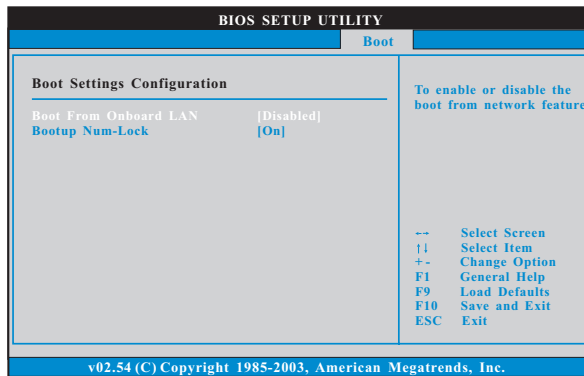 BIOS SETUP UTILITY
Boot
Boot Settings Configuration
Boot From Onboard LAN [Disabled]
Bootup Num-Lock [On]
To enable or disable the
boot from network feature
←→ Select Screen
↑↓ Select Item
+ - Change Option
F1 General Help
F9 Load Defaults
F10 Save and Exit
ESC Exit
v02.54 (C) Copyright 1985-2003, American Megatrends, Inc.